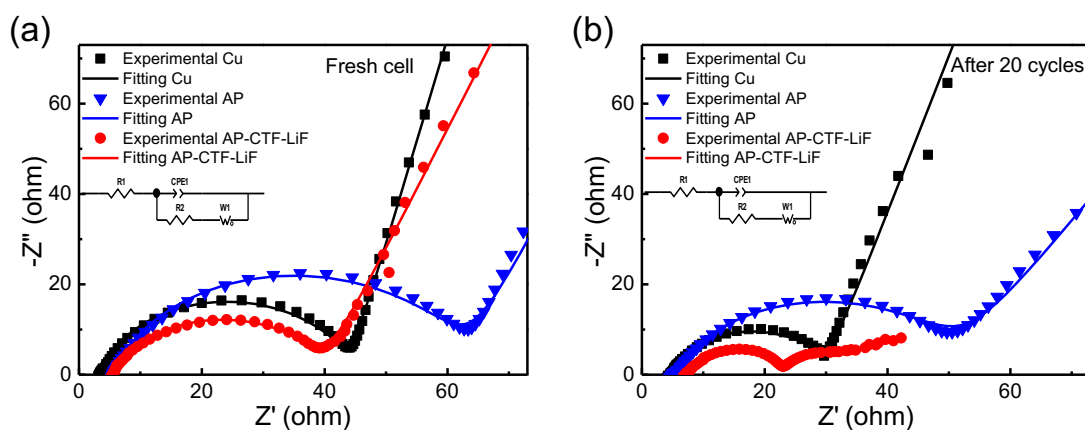 (a)
Experimental Cu
Fitting Cu
Experimental AP
Fitting AP
Experimental AP-CTF-LiF
Fitting AP-CTF-LiF
Fresh cell
R1
CPE1
R2
W1
-Z" (ohm)
60
40
20
0
0
20
40
60
Z' (ohm)
(b)
Experimental Cu
Fitting Cu
Experimental AP
Fitting AP
Experimental AP-CTF-LiF
Fitting AP-CTF-LiF
After 20 cycles
R1
CPE1
R2
W1
-Z" (ohm)
60
40
20
0
0
20
40
60
Z' (ohm)